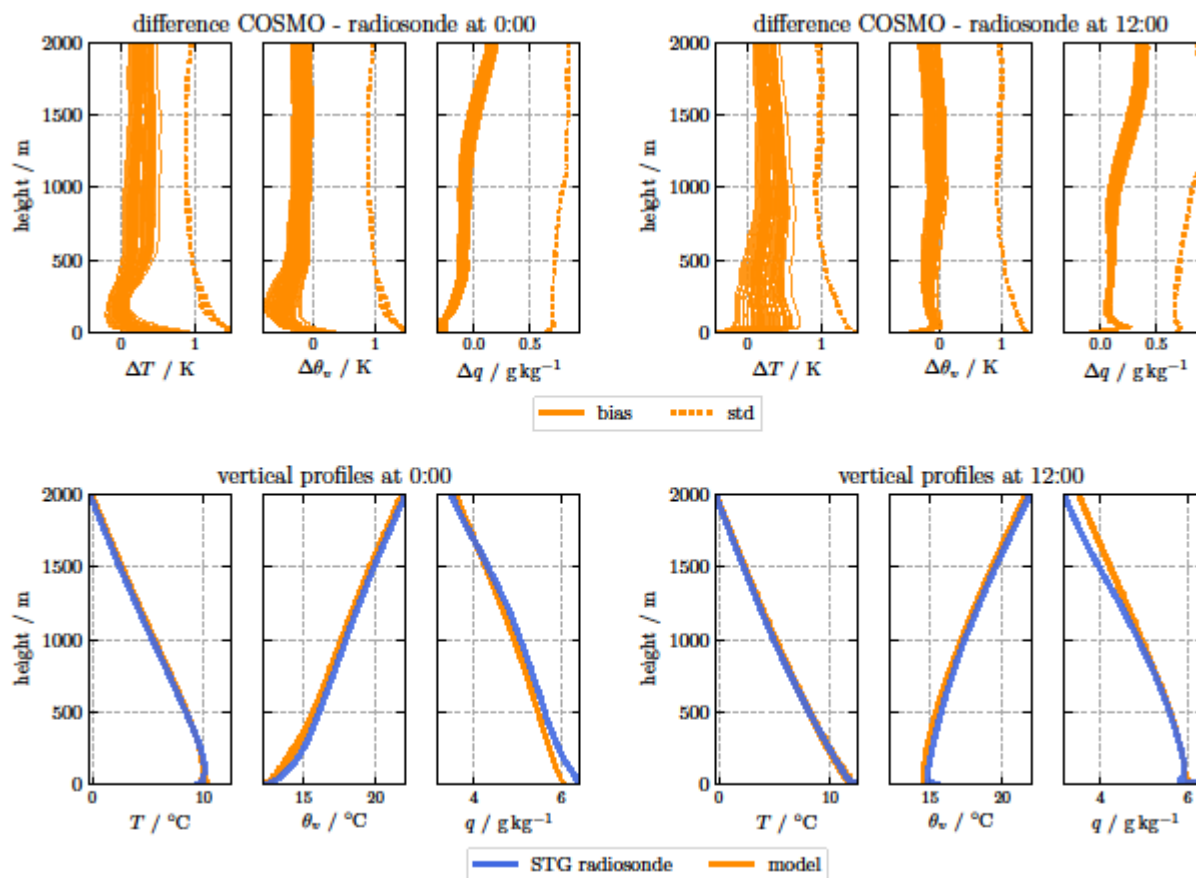 difference COSMO - radiosonde at 0:00
difference COSMO - radiosonde at 12:00
height / m
2000
1500
1000
500
0
0 1
ΔT / K
0 1
Δθᵥ / K
0.0 0.5
Δq / g kg⁻¹
height / m
2000
1500
1000
500
0
0 1
ΔT / K
0 1
Δθᵥ / K
0.0 0.5
Δq / g kg⁻¹
bias std
vertical profiles at 0:00
vertical profiles at 12:00
height / m
2000
1500
1000
500
0
0 10
T / °C
15 20
θᵥ / °C
4 6
q / g kg⁻¹
height / m
2000
1500
1000
500
0
0 10
T / °C
15 20
θᵥ / °C
4 6
q / g kg⁻¹
STG radiosonde model